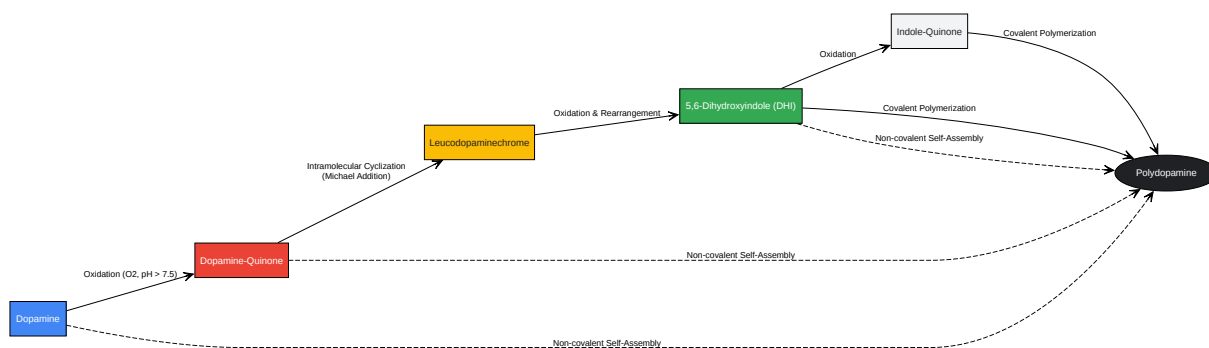 Indole-Quinone
Covalent Polymerization
Oxidation
5,6-Dihydroxyindole (DHI)
Covalent Polymerization
Oxidation & Rearrangement
Non-covalent Self-Assembly
Leucodopaminechrome
Intramolecular Cyclization
(Michael Addition)
Polydopamine
Dopamine-Quinone
Non-covalent Self-Assembly
Oxidation (O2, pH > 7.5)
Dopamine
Non-covalent Self-Assembly